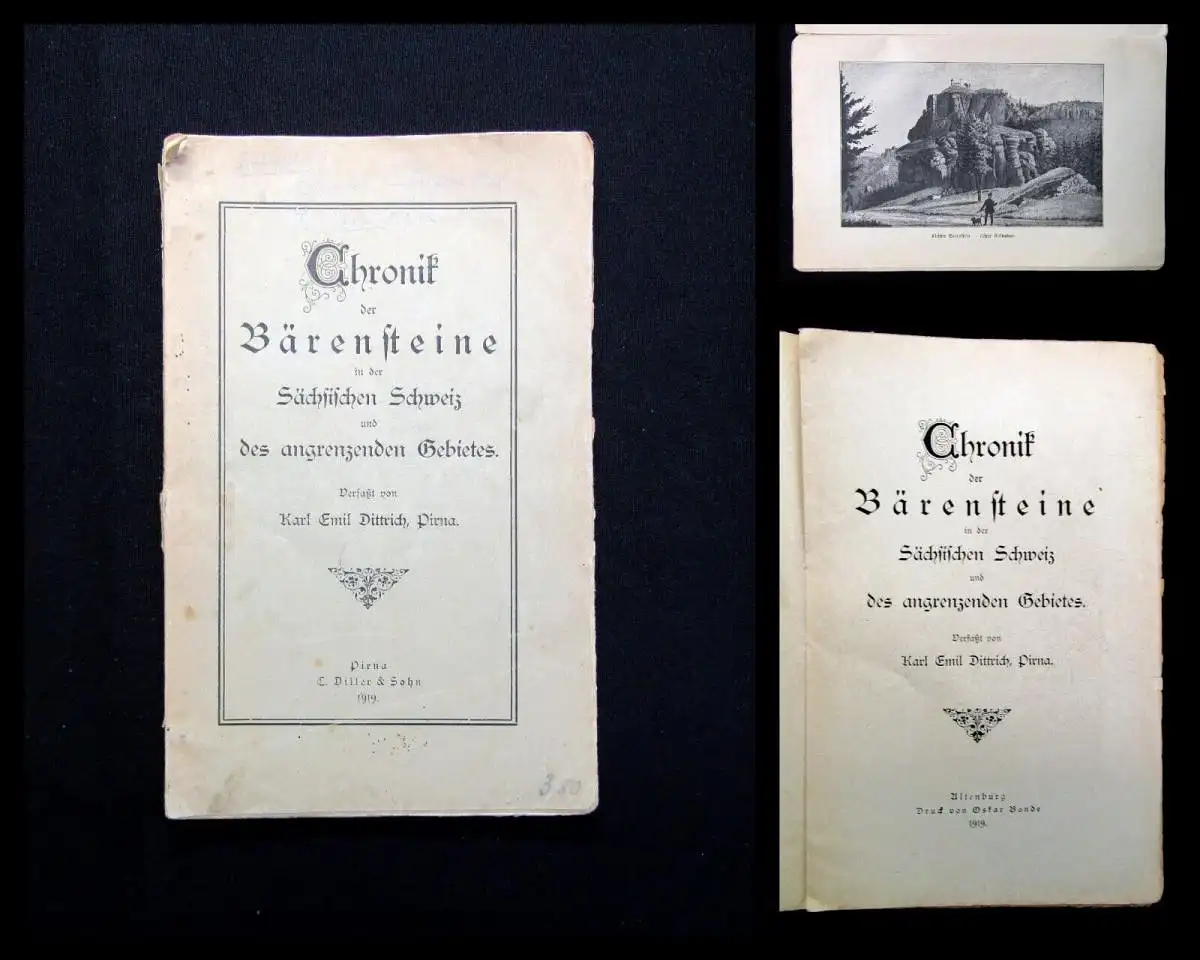 Chronik
der
Bärensteine
in der
Sächsischen Schweiz
und
des angrenzenden Gebietes.
Verfaßt von
Karl Emil Dittrich, Pirna.
Pirna
C. Diller & Sohn
1919.
3.50
Chronik
der
Bärensteine
in der
Sächsischen Schweiz
und
des angrenzenden Gebietes.
Verfaßt von
Karl Emil Dittrich, Pirna.
Altenburg
Druck von Oskar Bonde
1919.